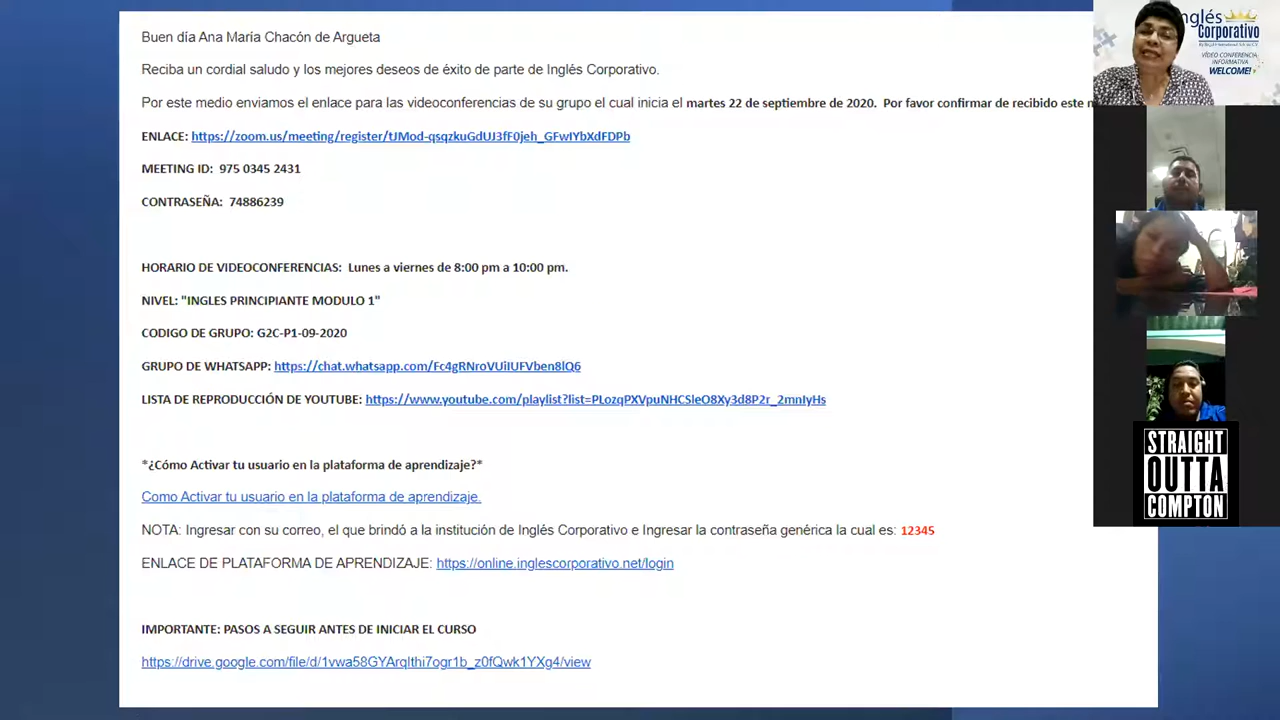 Buen día Ana María Chacón de Argueta
Reciba un cordial saludo y los mejores deseos de éxito de parte de Inglés Corporativo.
Por este medio enviamos el enlace para las videoconferencias de su grupo el cual inicia el martes 22 de septiembre de 2020. Por favor confirmar de recibido este
ENLACE: https://zoom.us/meeting/register/tJMod-qsqzkuGdUJ3fF0jeh_GFwIYbXdFDPb
MEETING ID: 975 0345 2431
CONTRASEÑA: 74886239
HORARIO DE VIDEOCONFERENCIAS: Lunes a viernes de 8:00 pm a 10:00 pm.
NIVEL: "INGLES PRINCIPIANTE MODULO 1"
CODIGO DE GRUPO: G2C-P1-09-2020
GRUPO DE WHATSAPP: https://chat.whatsapp.com/Fc4gRNroVUiIUFVben8lQ6
LISTA DE REPRODUCCIÓN DE YOUTUBE: https://www.youtube.com/playlist?list=PLozqPXVpuNHCSleO8Xy3d8P2r_2mnIyHs
*¿Cómo Activar tu usuario en la plataforma de aprendizaje?*
Como Activar tu usuario en la plataforma de aprendizaje.
NOTA: Ingresar con su correo, el que brindó a la institución de Inglés Corporativo e Ingresar la contraseña genérica la cual es: 12345
ENLACE DE PLATAFORMA DE APRENDIZAJE: https://online.inglescorporativo.net/login
IMPORTANTE: PASOS A SEGUIR ANTES DE INICIAR EL CURSO
https://drive.google.com/file/d/1vwa58GYArqIthi7ogr1b_z0fQwk1YXg4/view
Inglés
Corporativo
VÍDEO CONFERENCIA
INFORMATIVA
WELCOME!
STRAIGHT
OUTTA
COMPTON